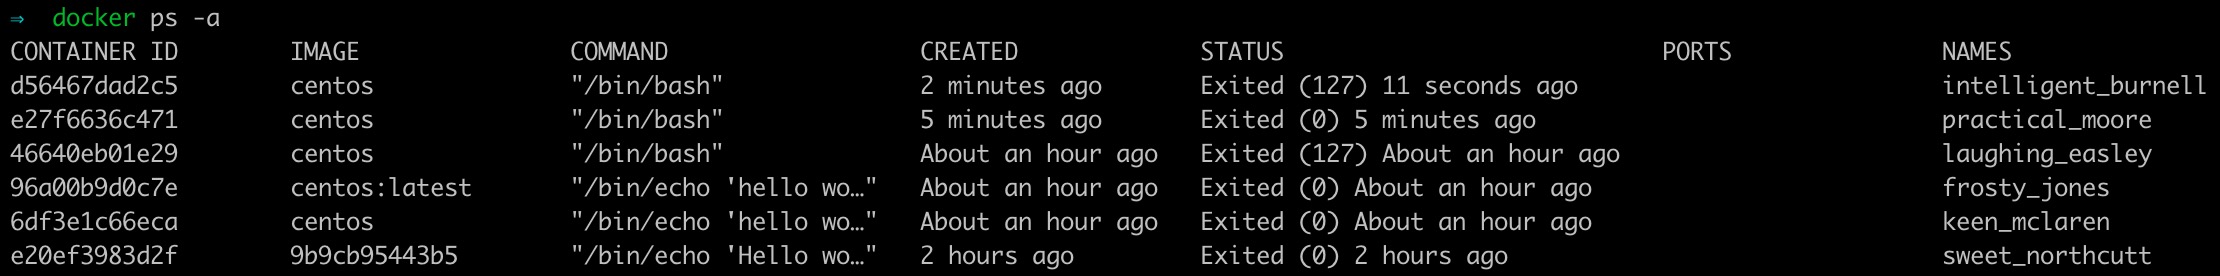 ⇒ docker ps -a
CONTAINER ID IMAGE COMMAND CREATED STATUS PORTS NAMES
d56467dad2c5 centos "/bin/bash" 2 minutes ago Exited (127) 11 seconds ago intelligent_burnell
e27f6636c471 centos "/bin/bash" 5 minutes ago Exited (0) 5 minutes ago practical_moore
46640eb01e29 centos "/bin/bash" About an hour ago Exited (127) About an hour ago laughing_easley
96a00b9d0c7e centos:latest "/bin/echo 'hello wo…" About an hour ago Exited (0) About an hour ago frosty_jones
6df3e1c66eca centos "/bin/echo 'hello wo…" About an hour ago Exited (0) About an hour ago keen_mclaren
e20ef3983d2f 9b9cb95443b5 "/bin/echo 'Hello wo…" 2 hours ago Exited (0) 2 hours ago sweet_northcutt